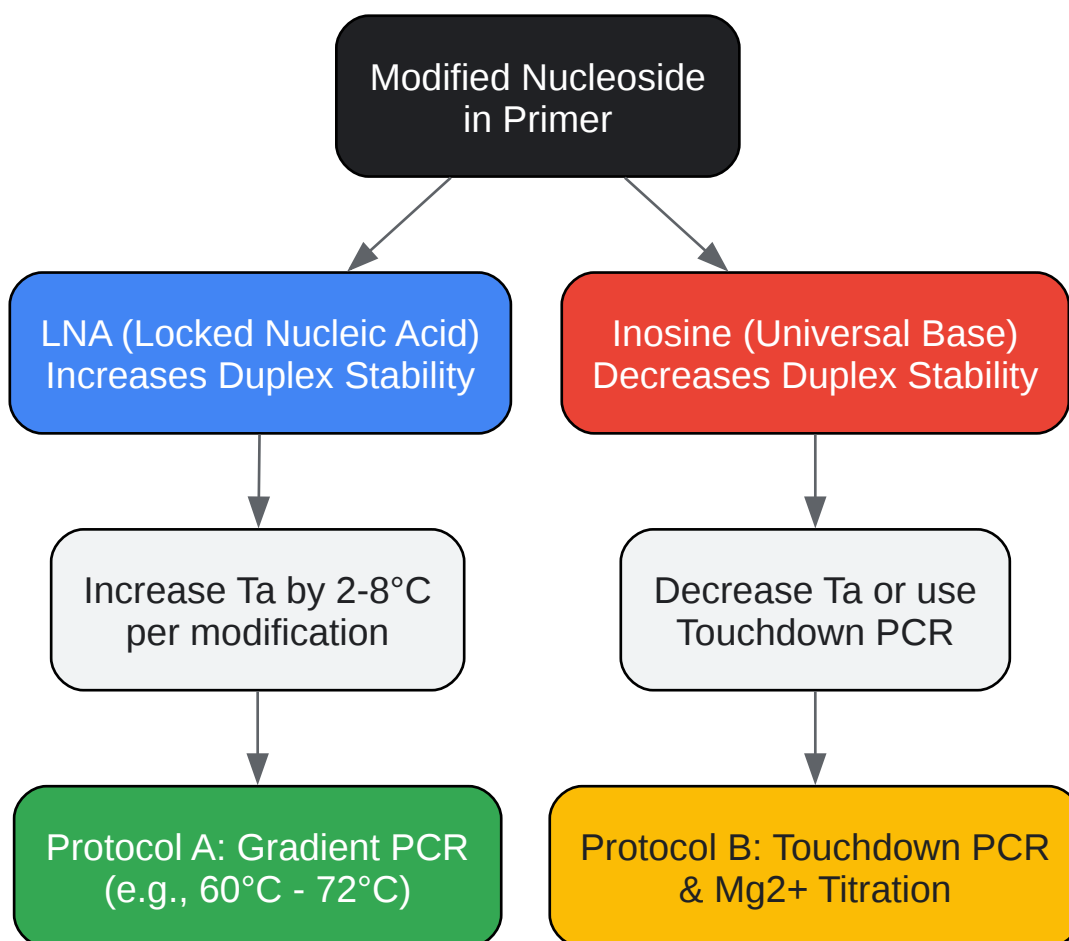 Modified Nucleoside
in Primer
LNA (Locked Nucleic Acid)
Increases Duplex Stability
Inosine (Universal Base)
Decreases Duplex Stability
Increase Ta by 2-8°C
per modification
Decrease Ta or use
Touchdown PCR
Protocol A: Gradient PCR
(e.g., 60°C - 72°C)
Protocol B: Touchdown PCR
& Mg2+ Titration